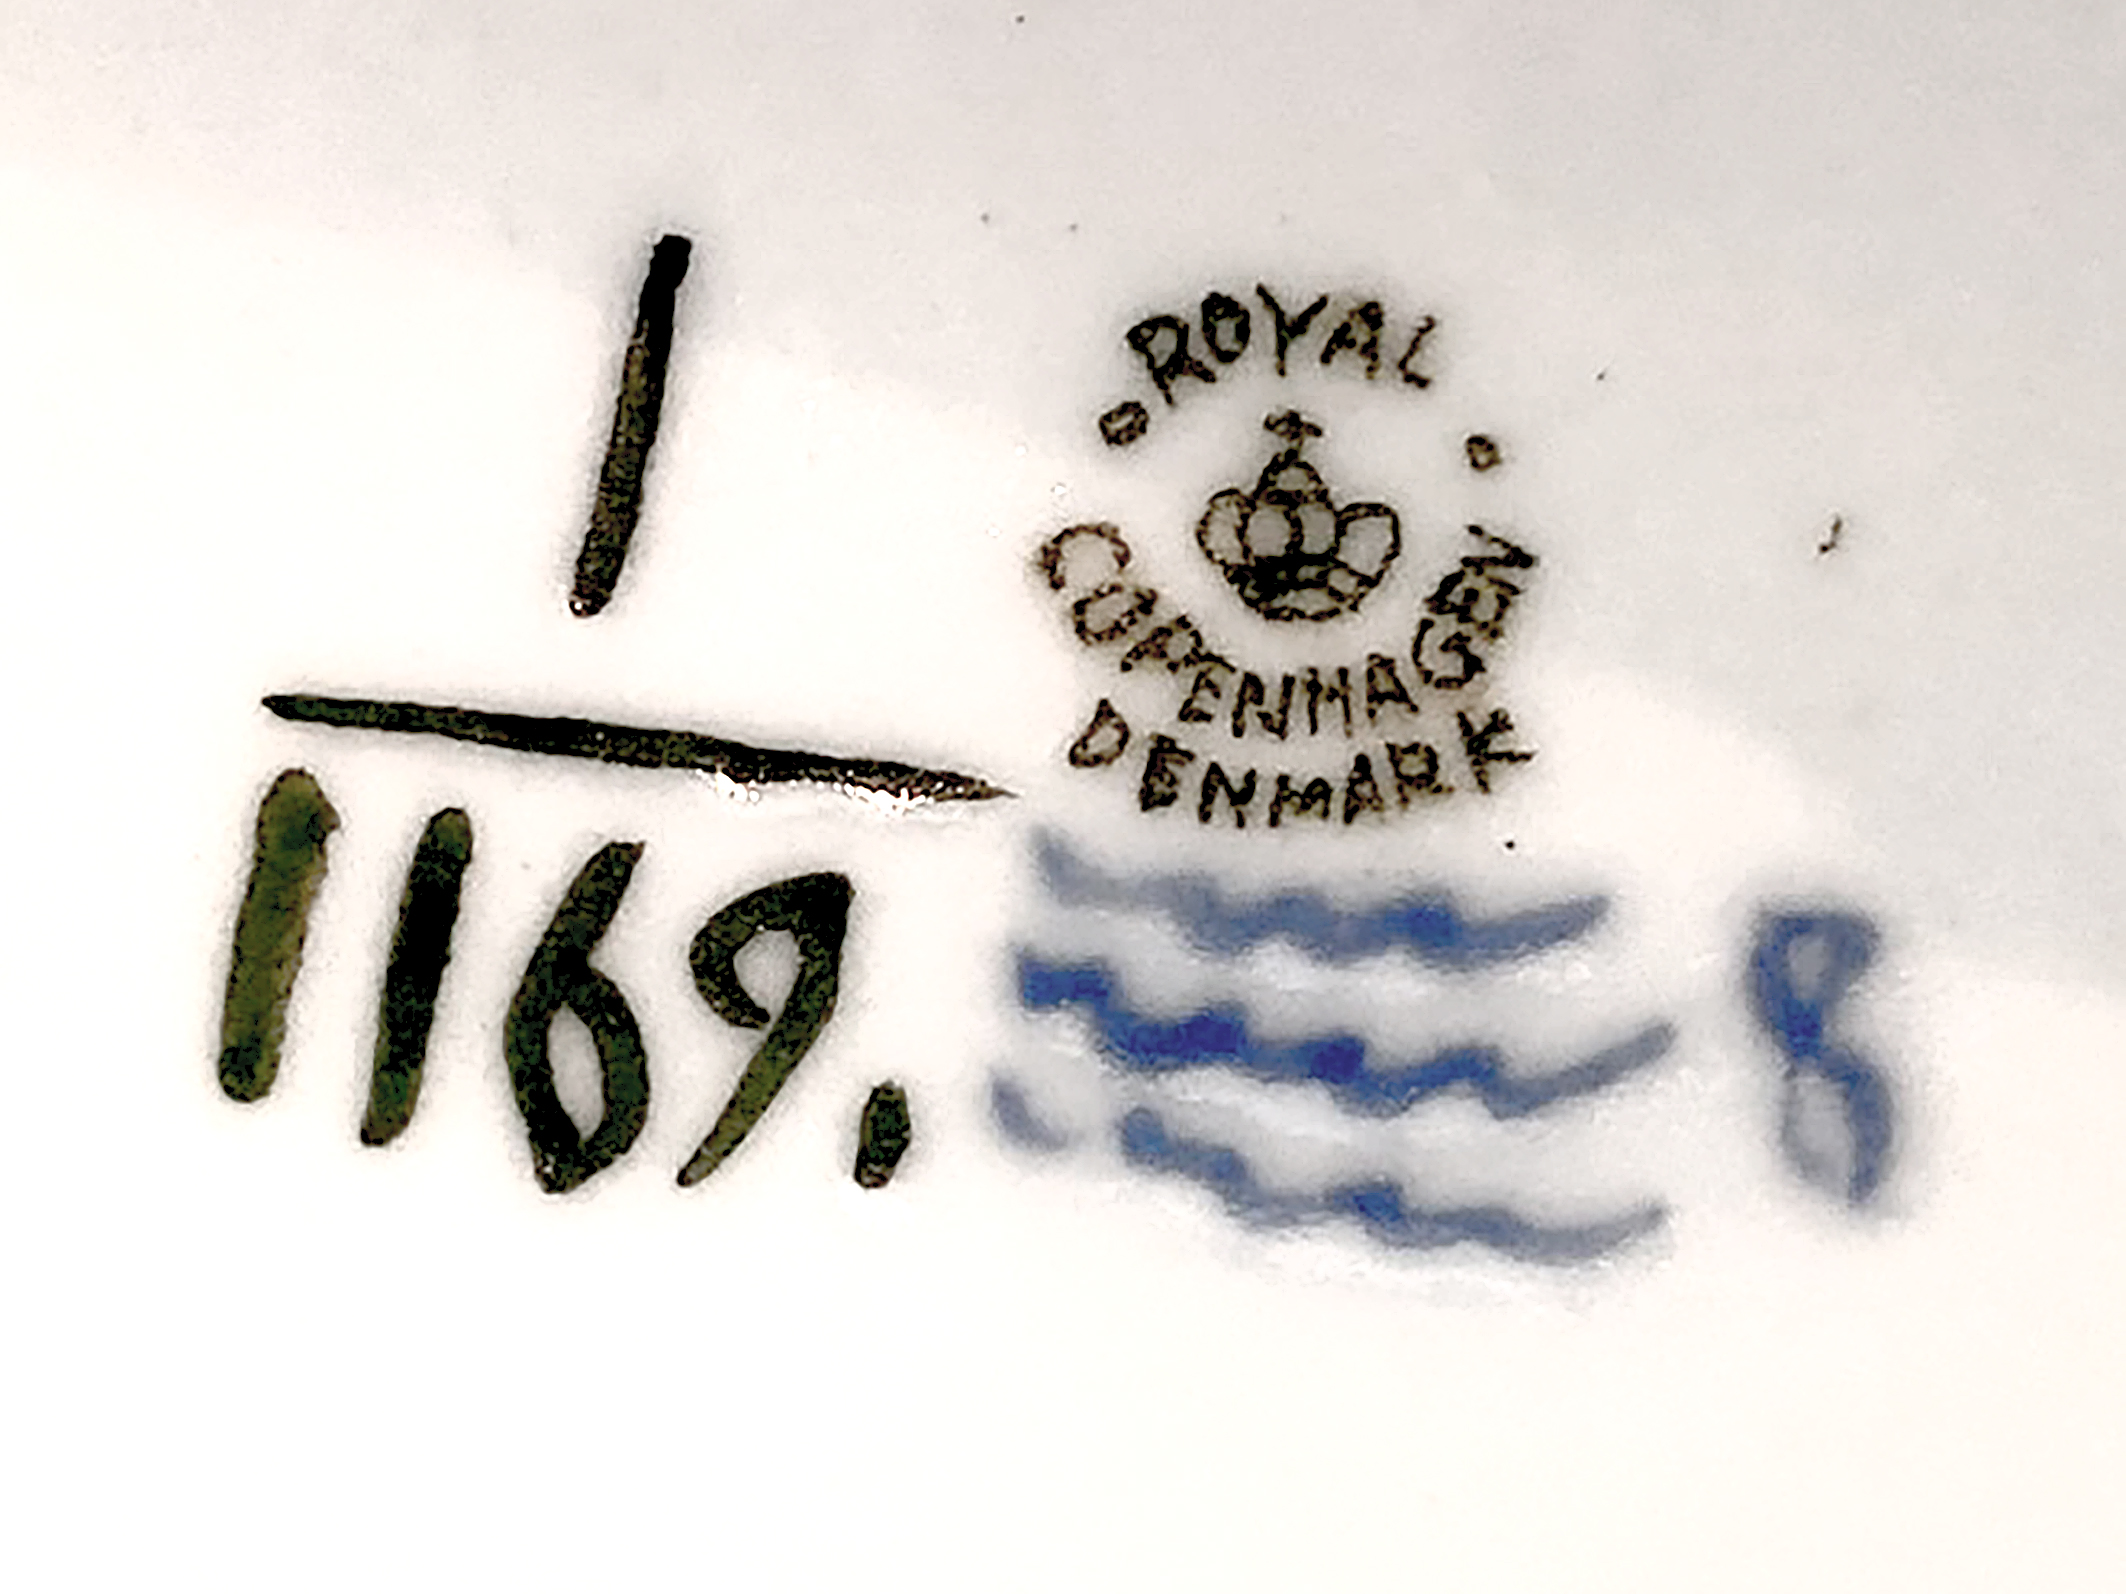 1
1169.
ROYAL
COPENHAGEN
DENMARK
8